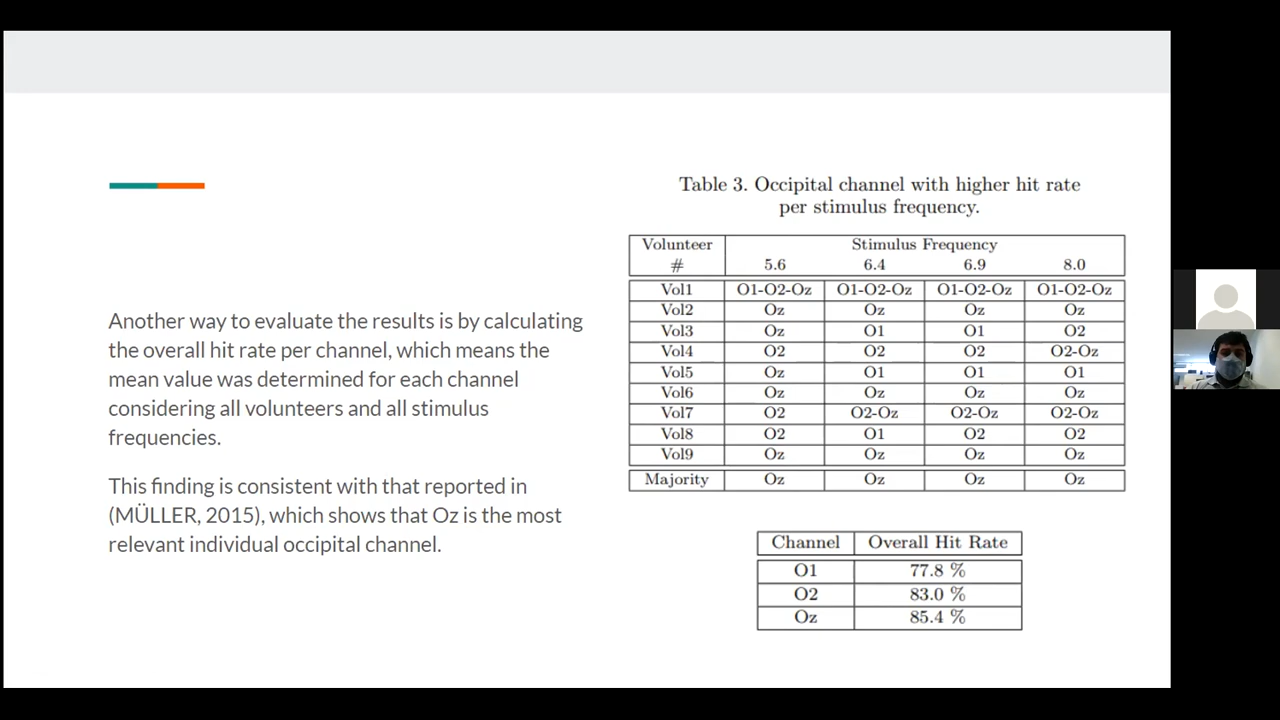 Another way to evaluate the results is by calculating
the overall hit rate per channel, which means the
mean value was determined for each channel
considering all volunteers and all stimulus
frequencies.
This finding is consistent with that reported in
(MÜLLER, 2015), which shows that Oz is the most
relevant individual occipital channel.
Table 3. Occipital channel with higher hit rate
per stimulus frequency.
Volunteer Stimulus Frequency
# 5.6 6.4 6.9 8.0
Vol1 O1-O2-Oz O1-O2-Oz O1-O2-Oz O1-O2-Oz
Vol2 Oz Oz Oz Oz
Vol3 Oz O1 O1 O2
Vol4 O2 O2 O2 O2-Oz
Vol5 Oz O1 O1 O1
Vol6 Oz Oz Oz Oz
Vol7 O2 O2-Oz O2-Oz O2-Oz
Vol8 O2 O1 O2 O2
Vol9 Oz Oz Oz Oz
Majority Oz Oz Oz Oz
Channel Overall Hit Rate
O1 77.8 %
O2 83.0 %
Oz 85.4 %